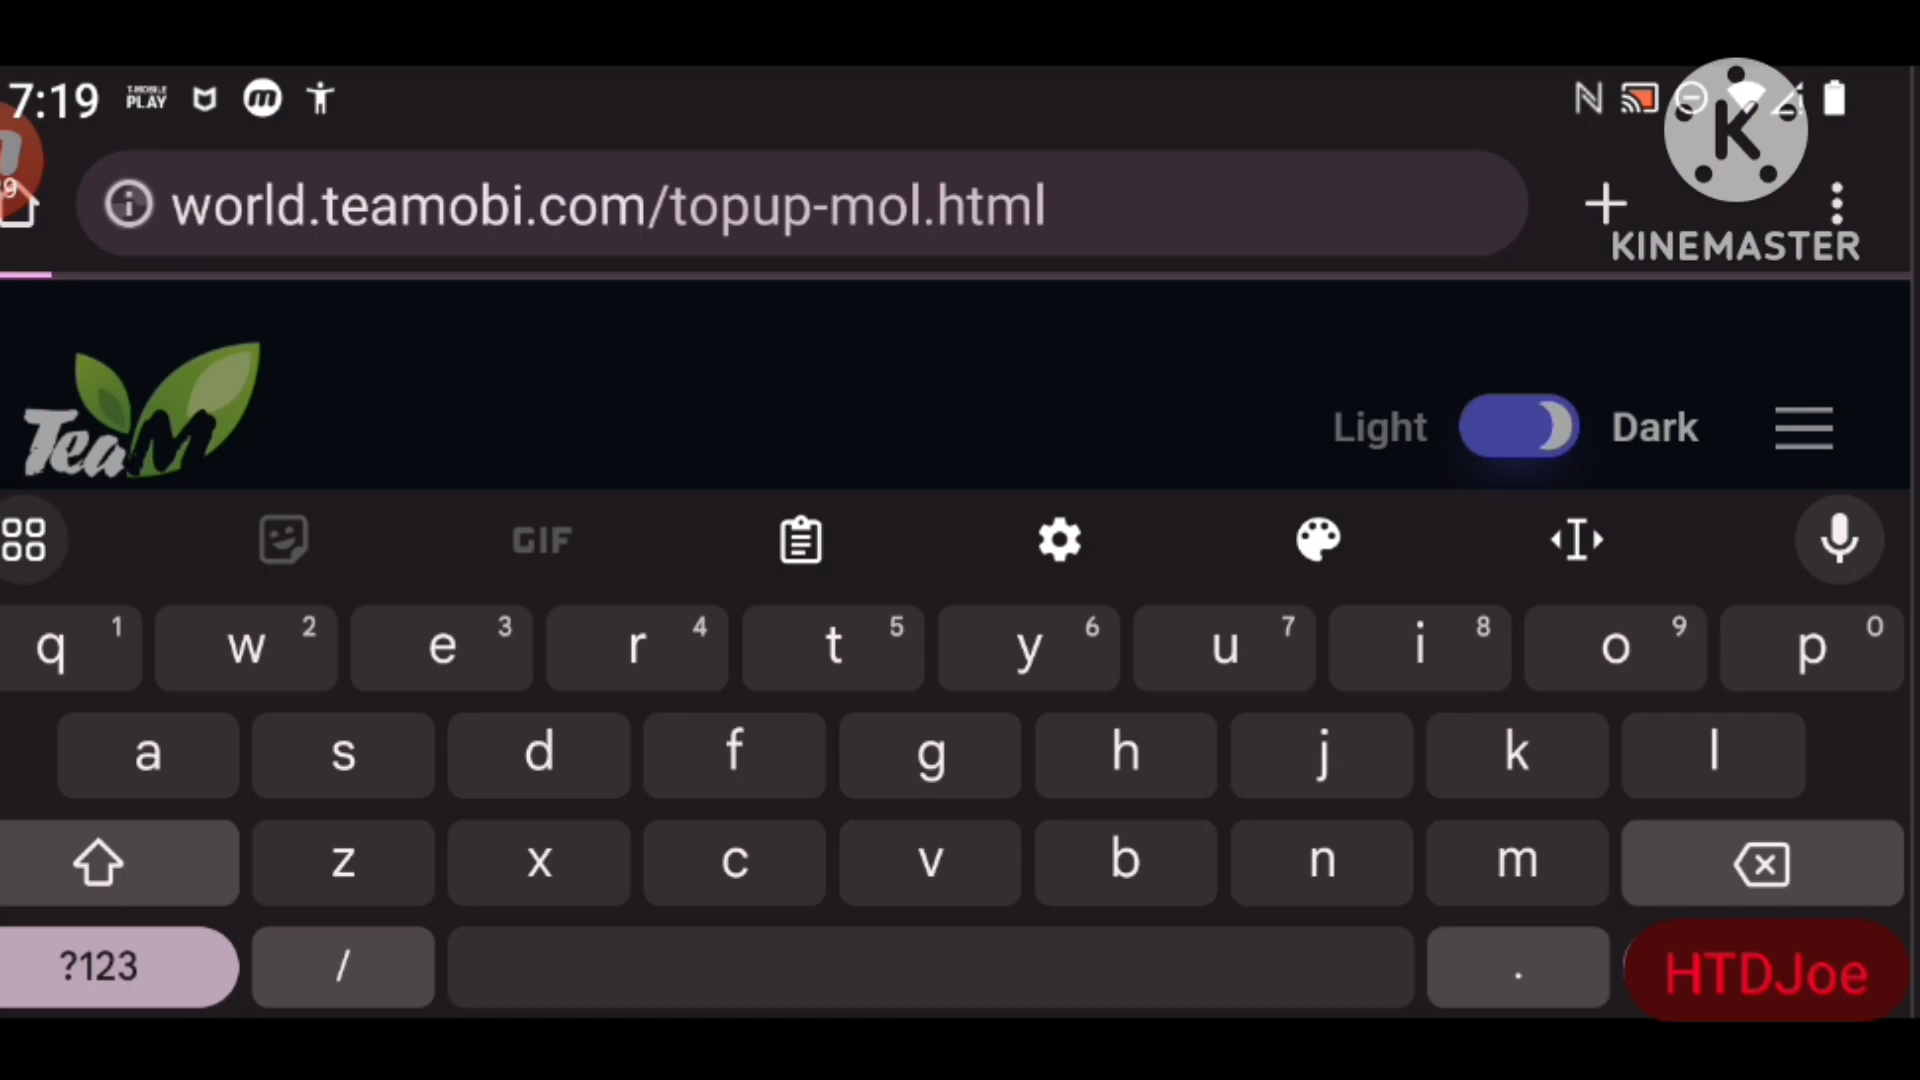 7:19 T-MOBILE PLAY
K
world.teamobi.com/topup-mol.html
KINEMASTER
TeaM
Light Dark
GIF
q 1 w 2 e 3 r 4 t 5 y 6 u 7 i 8 o 9 p 0
a s d f g h j k l
z x c v b n m
?123 / . HTDJoe